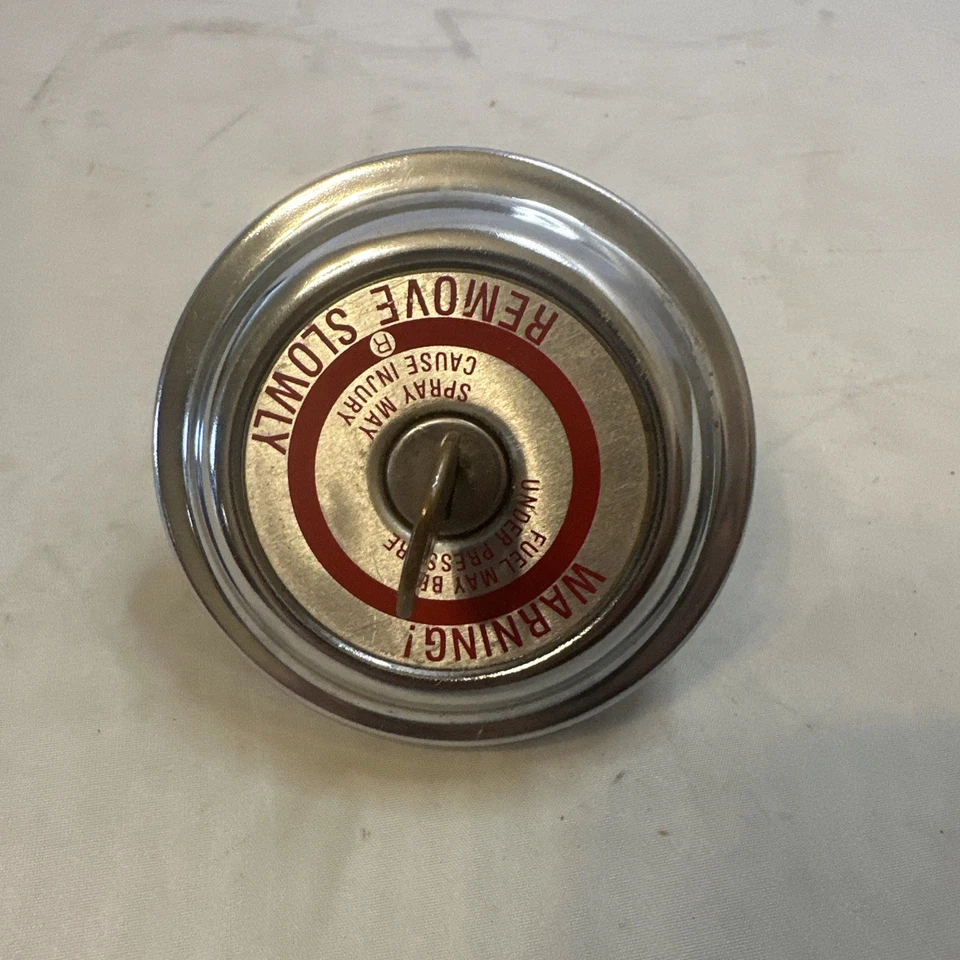 WARNING!
FUEL MAY BE
UNDER PRESSURE
SPRAY MAY
CAUSE INJURY
®
REMOVE SLOWLY